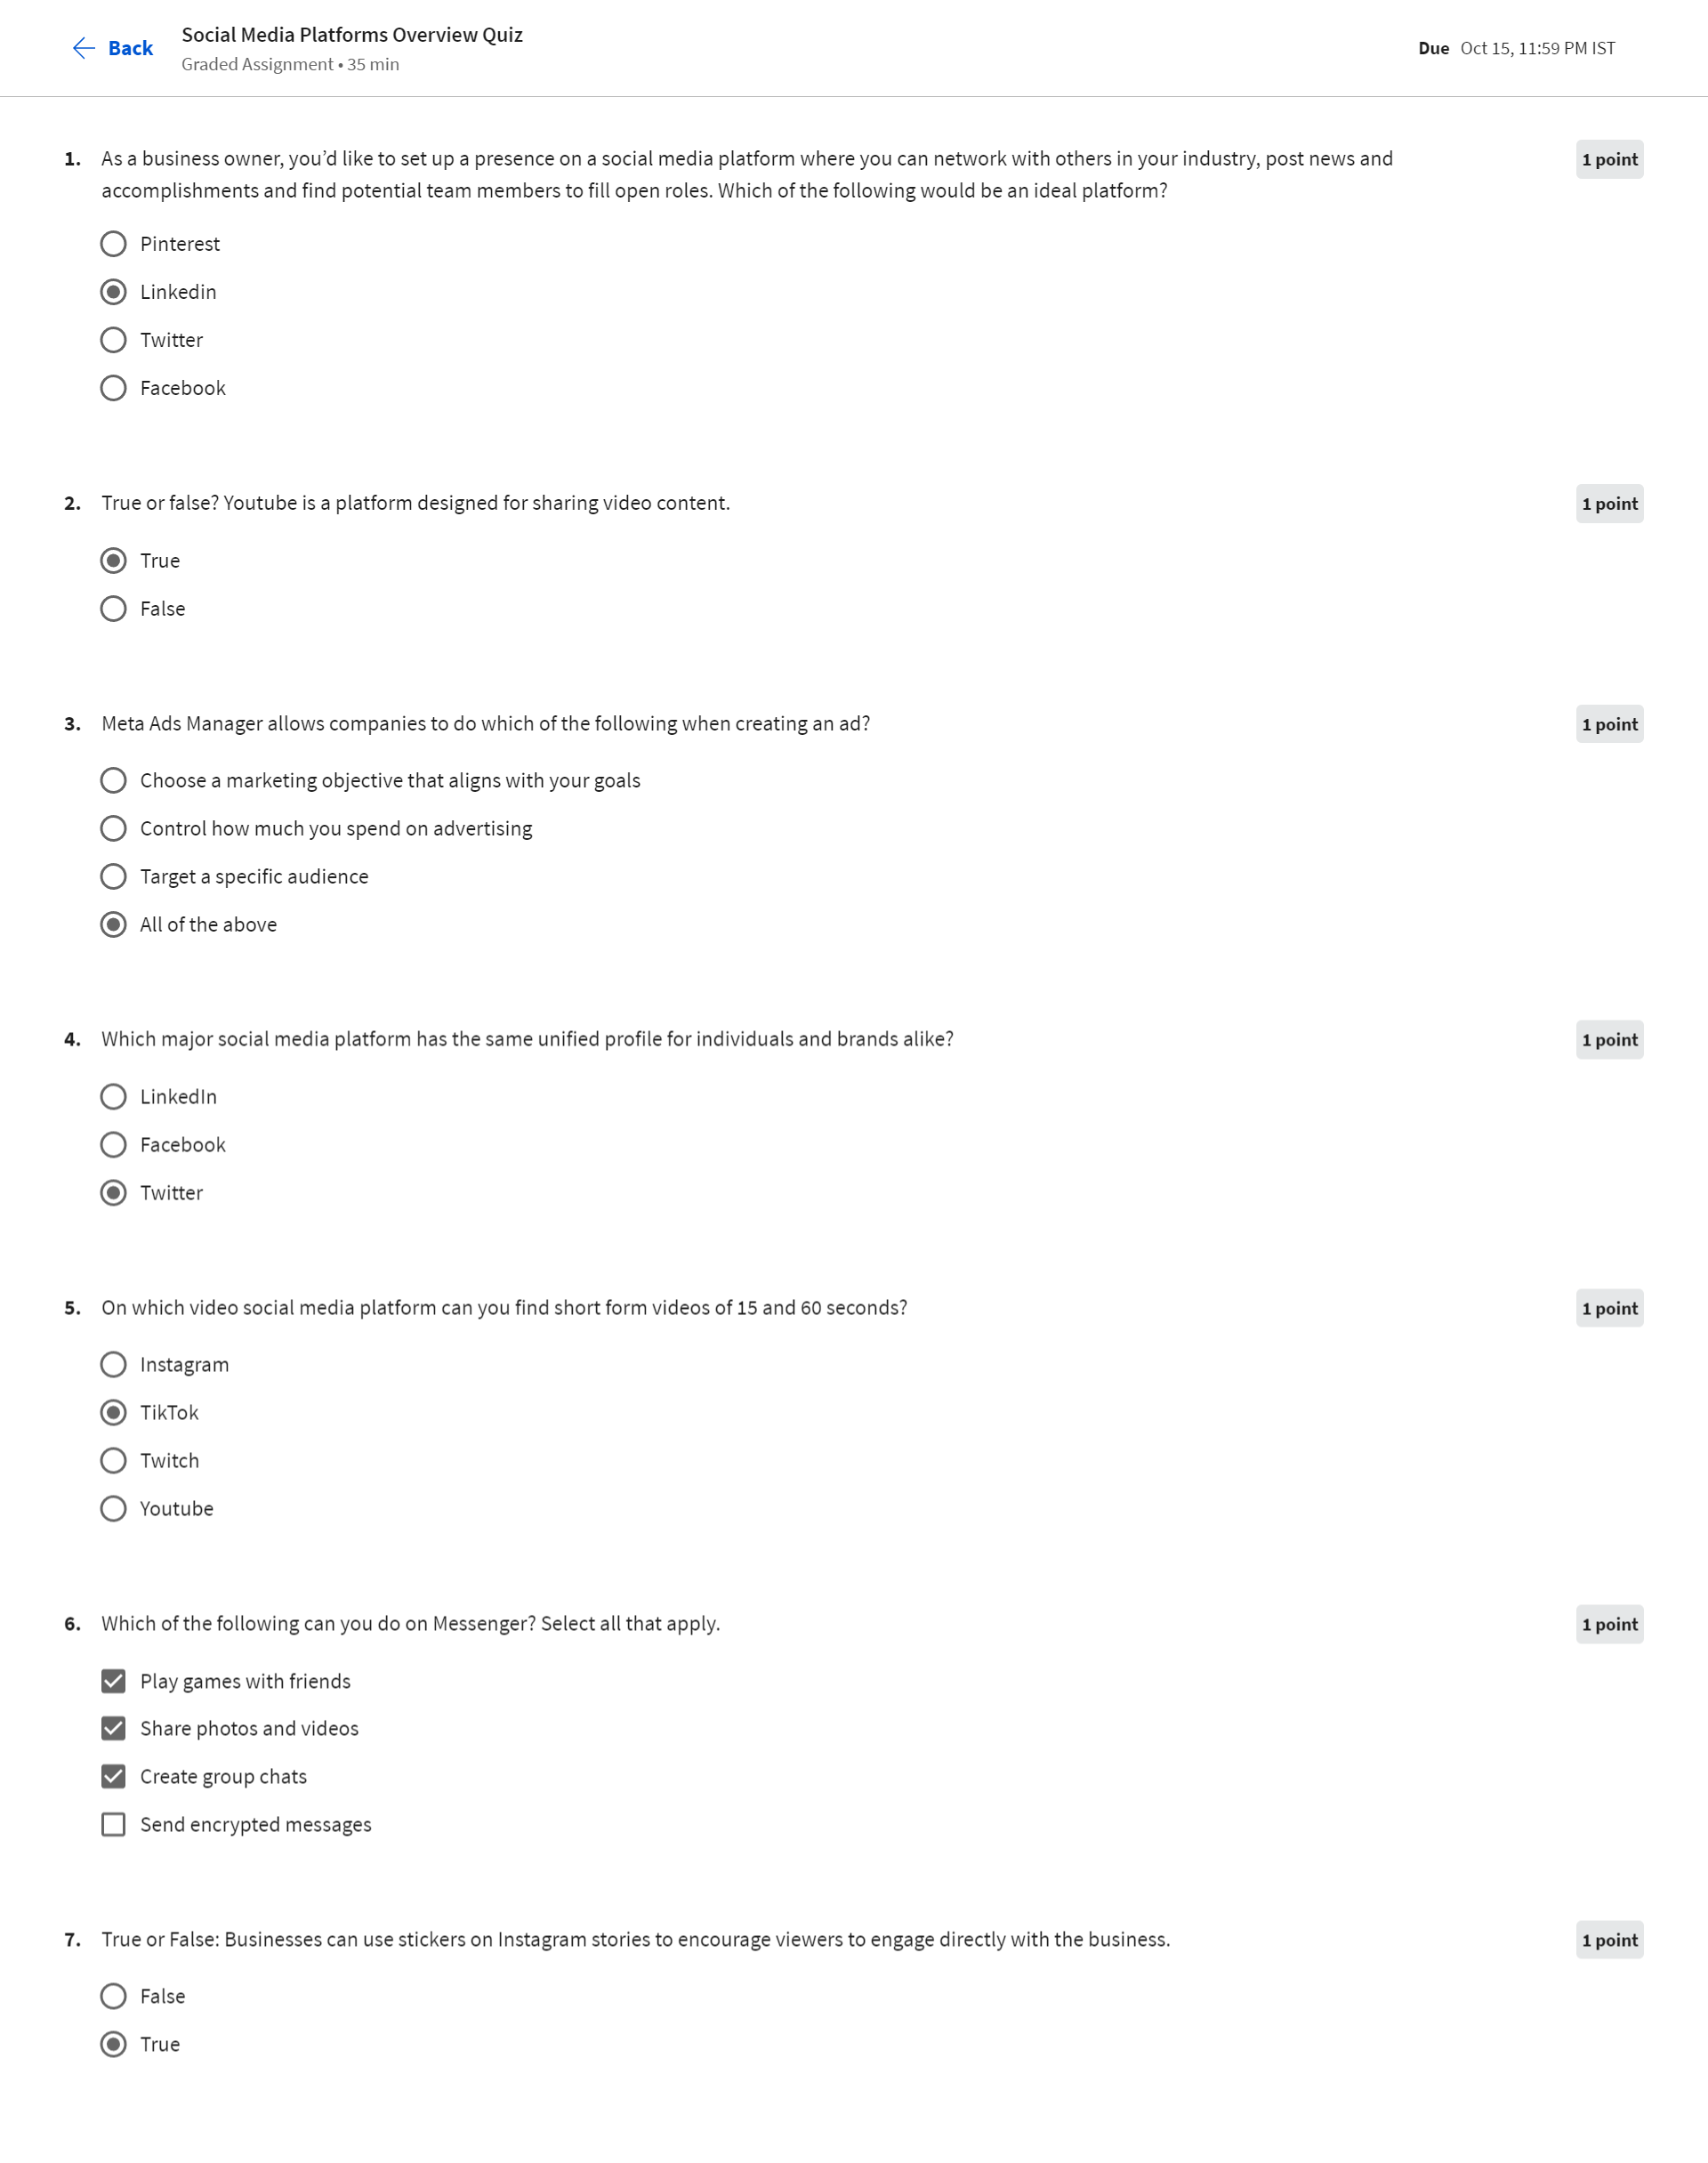 Back
Social Media Platforms Overview Quiz
Graded Assignment • 35 min
Due Oct 15, 11:59 PM IST
1. As a business owner, you’d like to set up a presence on a social media platform where you can network with others in your industry, post news and
accomplishments and find potential team members to fill open roles. Which of the following would be an ideal platform?
1 point
Pinterest
Linkedin
Twitter
Facebook
2. True or false? Youtube is a platform designed for sharing video content.
1 point
True
False
3. Meta Ads Manager allows companies to do which of the following when creating an ad?
1 point
Choose a marketing objective that aligns with your goals
Control how much you spend on advertising
Target a specific audience
All of the above
4. Which major social media platform has the same unified profile for individuals and brands alike?
1 point
LinkedIn
Facebook
Twitter
5. On which video social media platform can you find short form videos of 15 and 60 seconds?
1 point
Instagram
TikTok
Twitch
Youtube
6. Which of the following can you do on Messenger? Select all that apply.
1 point
Play games with friends
Share photos and videos
Create group chats
Send encrypted messages
7. True or False: Businesses can use stickers on Instagram stories to encourage viewers to engage directly with the business.
1 point
False
True